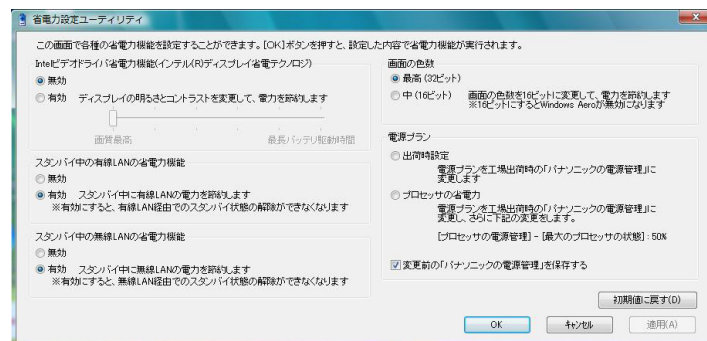 省電力設定ユーティリティ
この画面で各種の省電力機能を設定することができます。[OK]ボタンを押すと、設定した内容で省電力機能が実行されます。
Intelビデオドライバ省電力機能(インテル(R)ディスプレイ省電テクノロジ)
無効
有効 ディスプレイの明るさとコントラストを変更して、電力を節約します
画質最高 最長バッテリ駆動時間
スタンバイ中の有線LANの省電力機能
無効
有効 スタンバイ中に有線LANの電力を節約します
※有効にすると、有線LAN経由でのスタンバイ状態の解除ができなくなります
スタンバイ中の無線LANの省電力機能
無効
有効 スタンバイ中に無線LANの電力を節約します
※有効にすると、無線LAN経由でのスタンバイ状態の解除ができなくなります
画面の色数
最高 (32ビット)
中 (16ビット) 画面の色数を16ビットに変更して、電力を節約します
※16ビットにするとWindows Aeroが無効になります
電源プラン
出荷時設定
電源プランを工場出荷時の「パナソニックの電源管理」に
変更します
プロセッサの省電力
電源プランを工場出荷時の「パナソニックの電源管理」に
変更し、さらに下記の変更をします。
[プロセッサの電源管理] - [最大のプロセッサの状態] : 50%
変更前の「パナソニックの電源管理」を保存する
初期値に戻す(D)
OK キャンセル 適用(A)